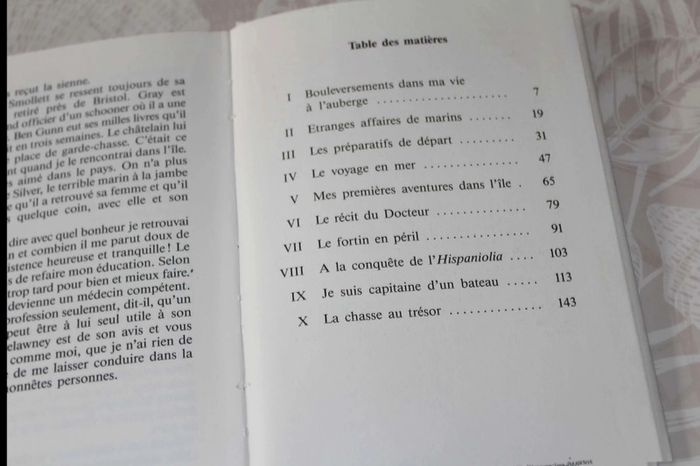 reçut la sienne.
Smollett se ressent toujours de sa
retiré près de Bristol. Gray est
officier d'un schooner où il a une
Ben Gunn eut ses mille livres qu'il
en trois semaines. Le châtelain lui
place de garde-chasse. C'était ce
quand je le rencontrai dans l'île.
aimé dans le pays. On n'a plus
Silver, le terrible marin à la jambe
qu'il a retrouvé sa femme et qu'il
quelque coin, avec elle et son
dire avec quel bonheur je retrouvai
et combien il me parut doux de
istence heureuse et tranquille ! Le
de refaire mon éducation. Selon
trop tard pour bien et mieux faire.
devienne un médecin compétent.
profession seulement, dit-il, qu'un
peut être à lui seul utile à son
elawney est de son avis et vous
comme moi, que je n'ai rien de
de me laisser conduire dans la
onnêtes personnes.
Table des matières
I Bouleversements dans ma vie
à l'auberge .................... 7
II Etranges affaires de marins . 19
III Les préparatifs de départ ...... 31
IV Le voyage en mer ............... 47
V Mes premières aventures dans l'île . 65
VI Le récit du Docteur ............. 79
VII Le fortin en péril ............... 91
VIII A la conquête de l'Hispaniolia .... 103
IX Je suis capitaine d'un bateau ..... 113
X La chasse au trésor .............. 143